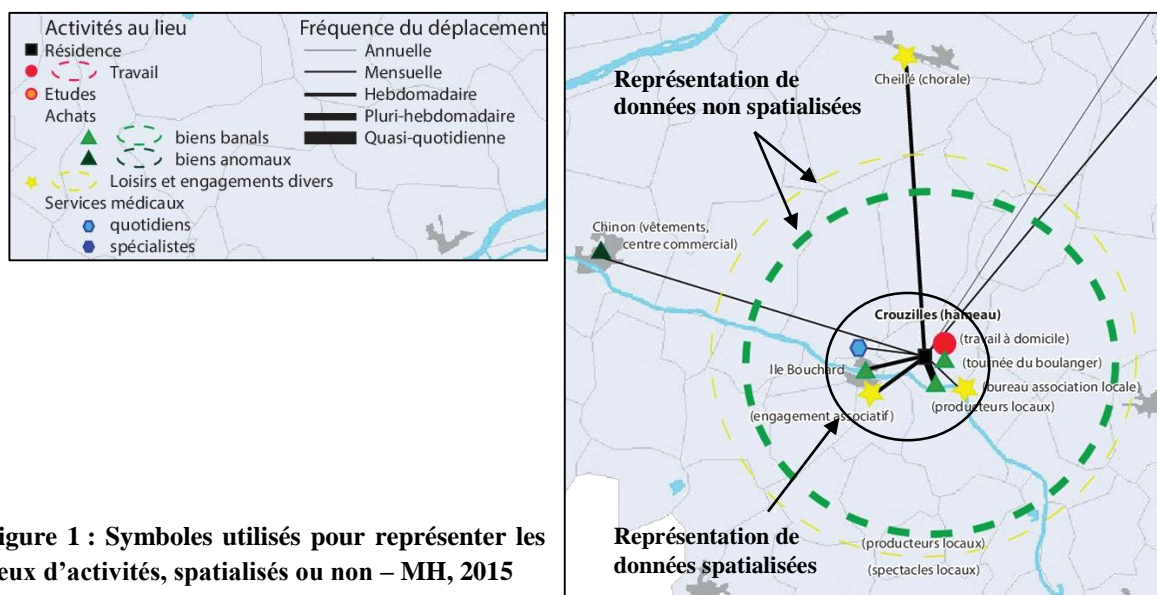 Activités au lieu
Résidence
Travail
Etudes
Achats
biens banals
biens anomaux
Loisirs et engagements divers
Services médicaux
quotidiens
spécialistes
Fréquence du déplacement
Annuelle
Mensuelle
Hebdomadaire
Pluri-hebdomadaire
Quasi-quotidienne
Cheillé (chorale)
Représentation de
données non spatialisées
Chinon (vêtements,
centre commercial)
Crouzilles (hameau)
(travail à domicile)
(tournée du boulanger)
Ile Bouchard
(bureau association locale)
(producteurs locaux)
(engagement associatif)
Représentation de
données spatialisées
(producteurs locaux)
(spectacles locaux)
igure 1 : Symboles utilisés pour représenter les
eux d'activités, spatialisés ou non – MH, 2015